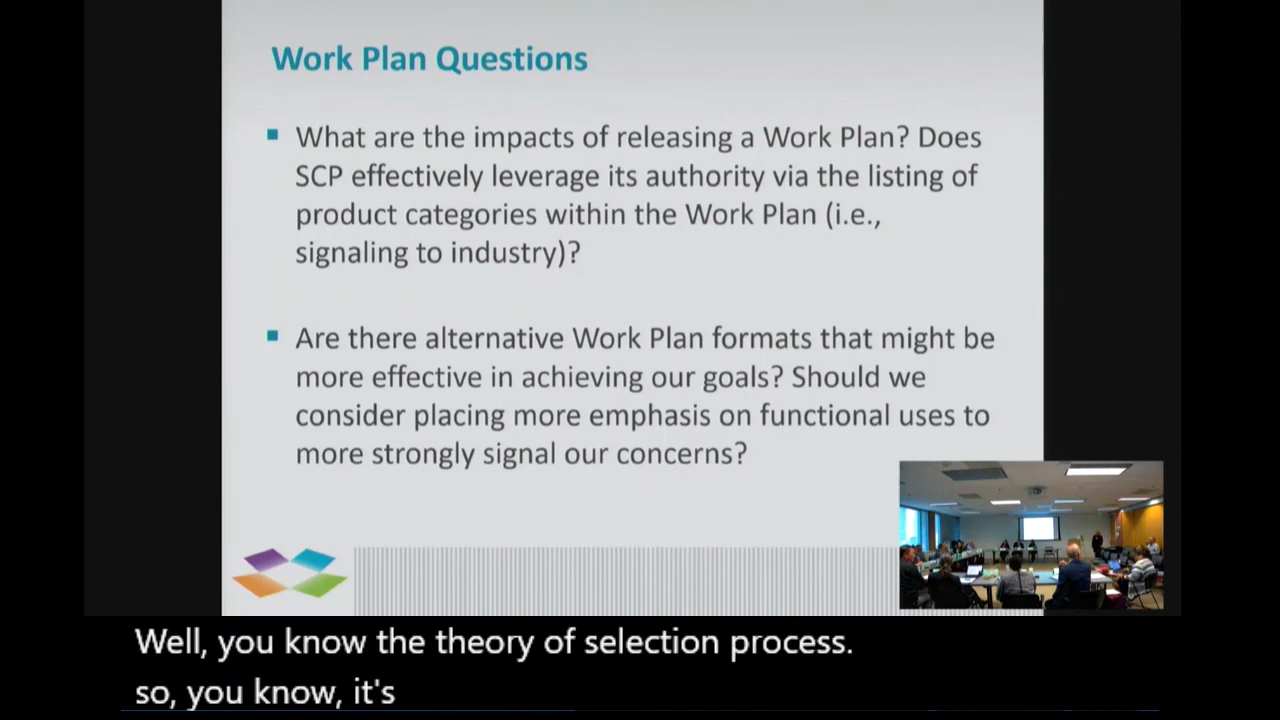 Work Plan Questions
What are the impacts of releasing a Work Plan? Does
SCP effectively leverage its authority via the listing of
product categories within the Work Plan (i.e.,
signaling to industry)?
Are there alternative Work Plan formats that might be
more effective in achieving our goals? Should we
consider placing more emphasis on functional uses to
more strongly signal our concerns?
Well, you know the theory of selection process.
so, you know, it's